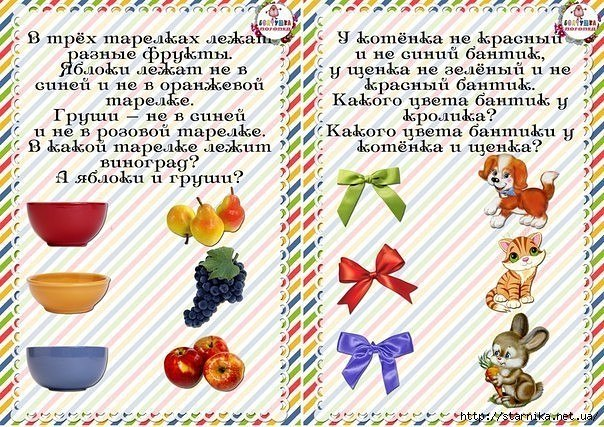 В трёх тарелках лежат
разные фрукты.
Яблоки лежат не в
синей и не в оранжевой
тарелке.
Груши – не в синей
и не в розовой тарелке.
В какой тарелке лежит
виноград?
А яблоки и груши?
У котёнка не красный
и не синий бантик,
у щенка не зелёный и не
красный бантик.
Какого цвета бантик у
кролика?
Какого цвета бантики у
котёнка и щенка?
http://starnika.net.ua/